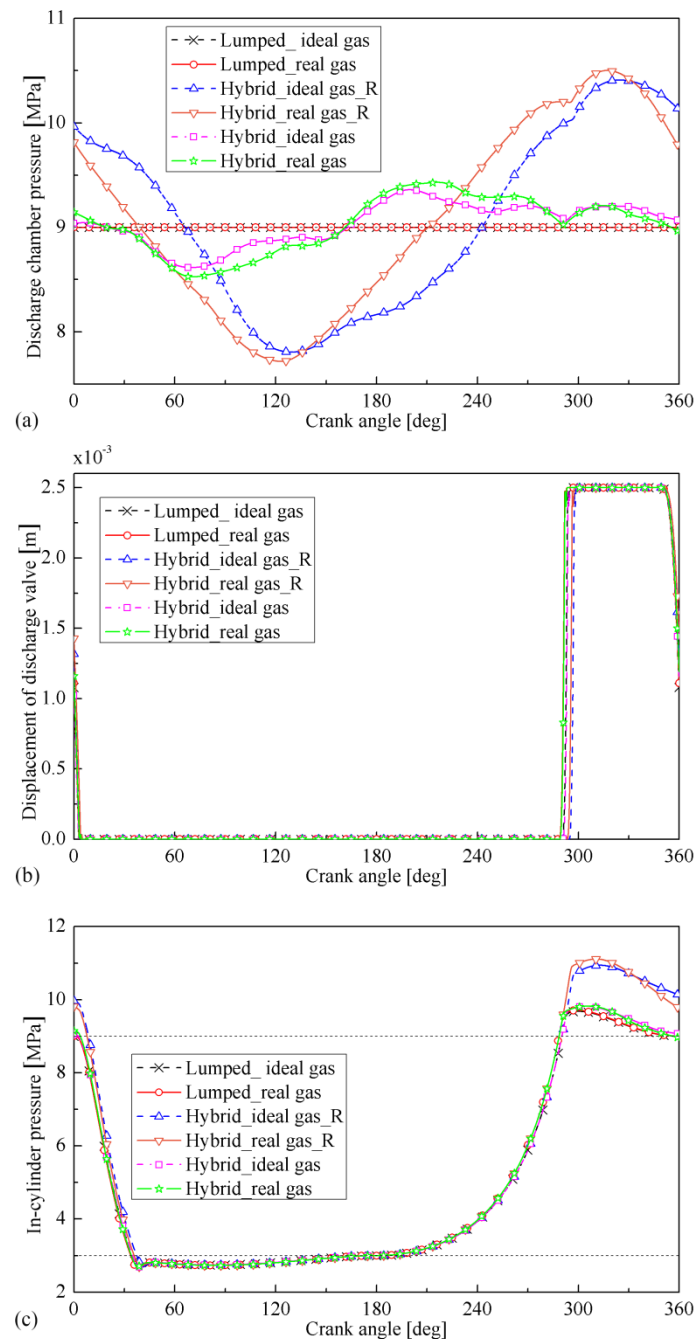 11
10
9
8
Discharge chamber pressure [MPa]
Lumped_ ideal gas
Lumped_real gas
Hybrid_ideal gas_R
Hybrid_real gas_R
Hybrid_ideal gas
Hybrid_real gas
0 60 120 180 240 300 360
Crank angle [deg]
(a)
x10⁻³
2.5
2.0
1.5
1.0
0.5
0.0
Displacement of discharge valve [m]
Lumped_ ideal gas
Lumped_real gas
Hybrid_ideal gas_R
Hybrid_real gas_R
Hybrid_ideal gas
Hybrid_real gas
0 60 120 180 240 300 360
Crank angle [deg]
(b)
12
10
8
6
4
2
In-cylinder pressure [MPa]
Lumped_ ideal gas
Lumped_real gas
Hybrid_ideal gas_R
Hybrid_real gas_R
Hybrid_ideal gas
Hybrid_real gas
0 60 120 180 240 300 360
Crank angle [deg]
(c)